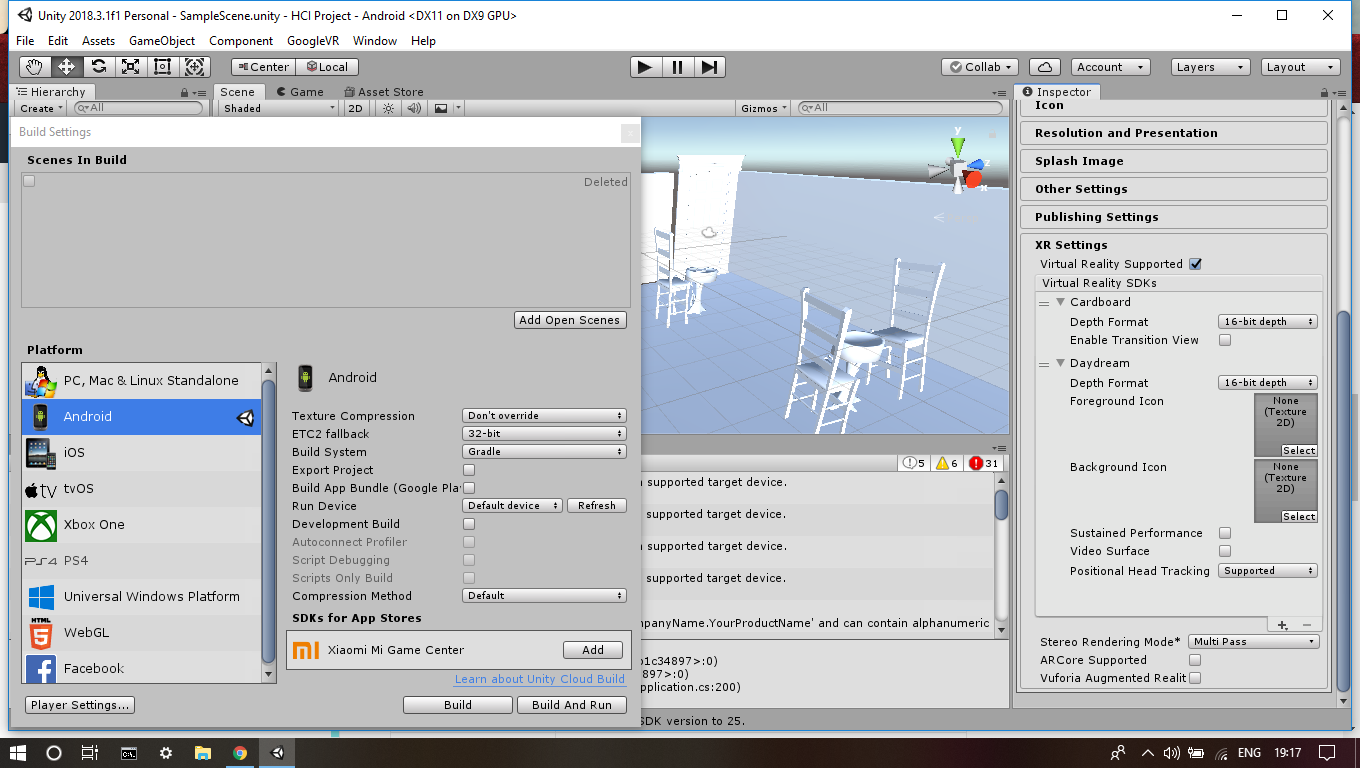 Unity 2018.3.1f1 Personal - SampleScene.unity - HCI Project - Android <DX11 on DX9 GPU>
File Edit Assets GameObject Component GoogleVR Window Help
Center Local Collab Account Layers Layout
Hierarchy Scene Game Asset Store Inspector
Create All Shaded 2D Gizmos All
Icon
Build Settings
Resolution and Presentation
Scenes In Build
Splash Image
Deleted
Other Settings
Publishing Settings
XR Settings
Virtual Reality Supported
Virtual Reality SDKs
Cardboard
Depth Format 16-bit depth
Enable Transition View
Daydream
Depth Format 16-bit depth
Foreground Icon
None
(Texture
2D)
Select
Background Icon
None
(Texture
2D)
Select
Sustained Performance
Video Surface
Positional Head Tracking Supported
Stereo Rendering Mode* Multi Pass
ARCore Supported
Vuforia Augmented Realit
y
z
x
Add Open Scenes
Platform
PC, Mac & Linux Standalone
Android
iOS
tv tvOS
Xbox One
PS4 PS4
Universal Windows Platform
HTML
5 WebGL
Facebook
Android
Texture Compression Don't override
ETC2 fallback 32-bit
Build System Gradle
Export Project
Build App Bundle (Google Pla
Run Device Default device Refresh
Development Build
Autoconnect Profiler
Script Debugging
Scripts Only Build
Compression Method Default
SDKs for App Stores
mi Xiaomi Mi Game Center Add
Learn about Unity Cloud Build
Player Settings... Build Build And Run
5 6 31
supported target device.
supported target device.
supported target device.
supported target device.
mpanyName.YourProductName' and can contain alphanumeric
b1c34897>:0)
897>:0)
pplication.cs:200)
SDK version to 25.
ENG 19:17